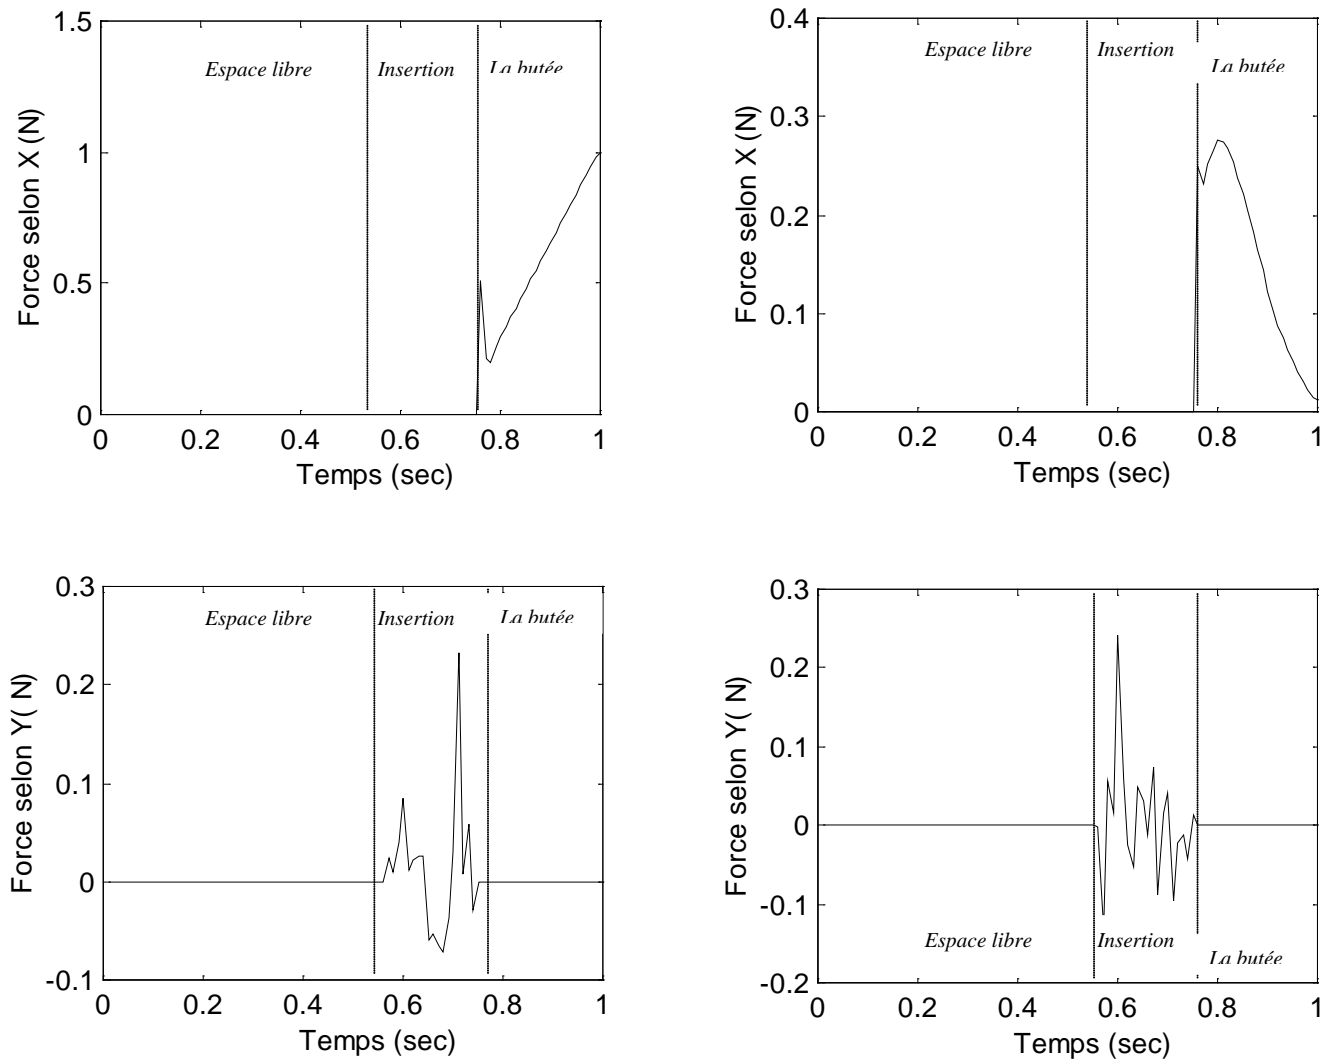 1.5
1
0.5
0
Force selon X (N)
Espace libre
Insertion
La butée
0 0.2 0.4 0.6 0.8 1
Temps (sec)
0.4
0.3
0.2
0.1
0
Force selon X (N)
Espace libre
Insertion
La butée
0 0.2 0.4 0.6 0.8 1
Temps (sec)
0.3
0.2
0.1
0
-0.1
Force selon Y( N)
Espace libre
Insertion
La butée
0 0.2 0.4 0.6 0.8 1
Temps (sec)
0.3
0.2
0.1
0
-0.1
-0.2
Force selon Y( N)
Espace libre
Insertion
La butée
0 0.2 0.4 0.6 0.8 1
Temps (sec)